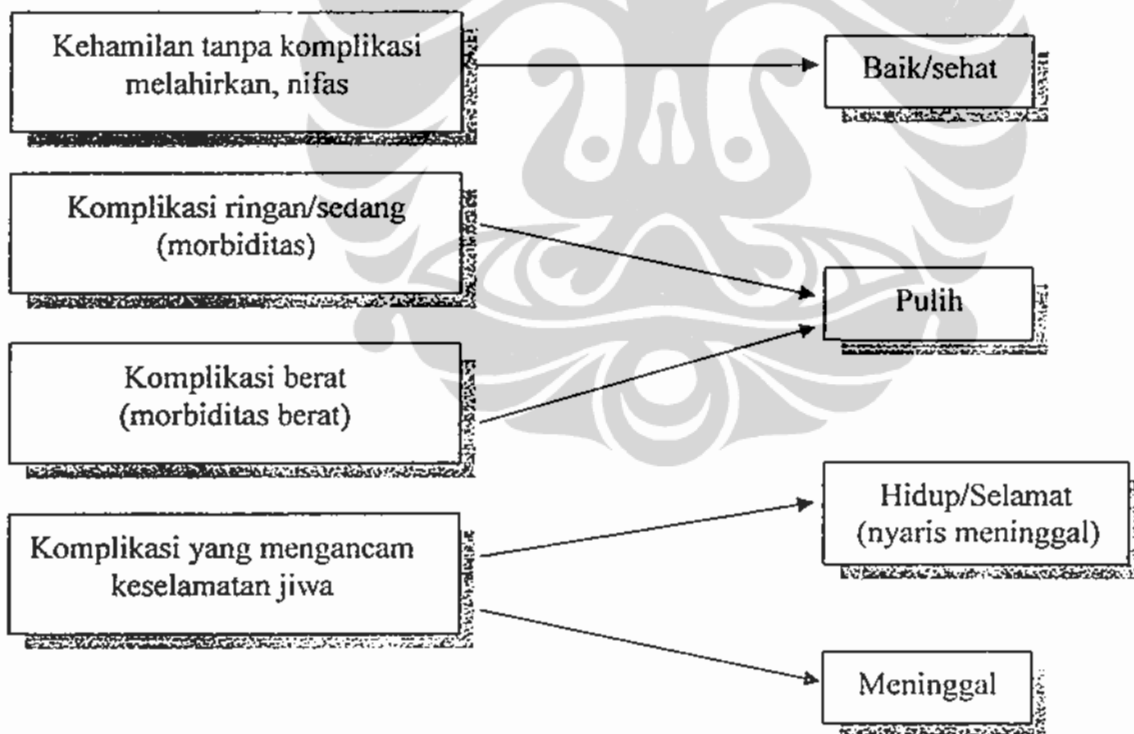 Kehamilan tanpa komplikasi
melahirkan, nifas
Baik/sehat
Komplikasi ringan/sedang
(morbiditas)
Pulih
Komplikasi berat
(morbiditas berat)
Hidup/Selamat
(nyaris meninggal)
Komplikasi yang mengancam
keselamatan jiwa
Meninggal